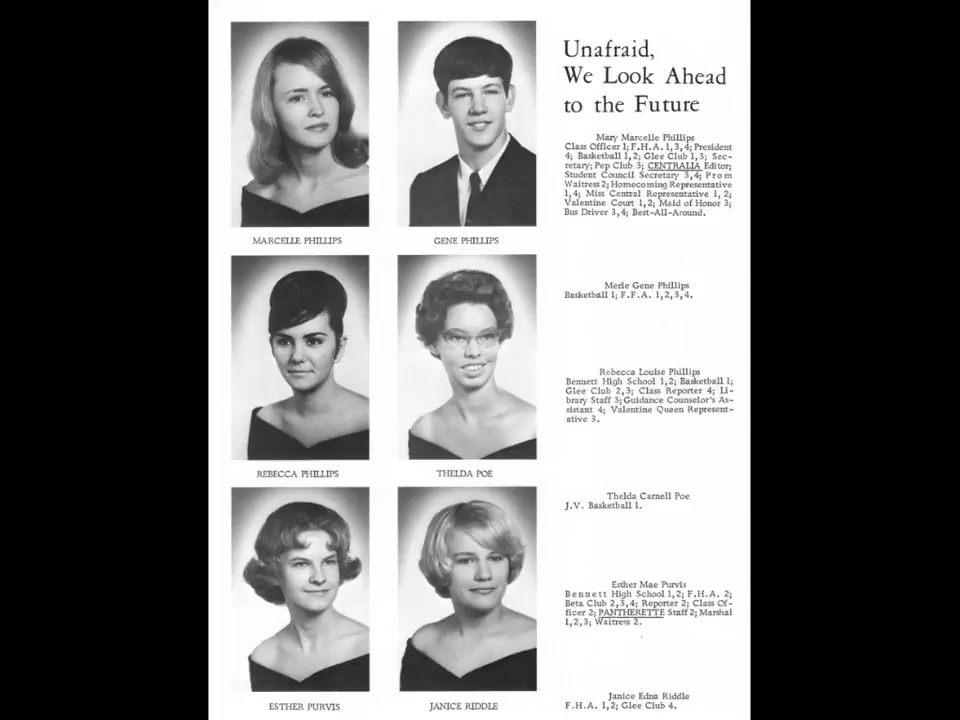 Unafraid,
We Look Ahead
to the Future
Mary Marcelle Phillips
Class Officer 1; F.H.A. 1,3,4; President
4; Basketball 1,2; Glee Club 1,3; Sec-
retary; Pep Club 3; CENTRALIA Editor;
Student Council Secretary 3,4; Prom
Waitress 2; Homecoming Representative
1,4; Miss Central Representative 1, 2;
Valentine Court 1,2; Maid of Honor 3;
Bus Driver 3,4; Best-All-Around.
MARCELLE PHILLIPS
GENE PHILLIPS
Merle Gene Phillips
Basketball 1; F.F.A. 1,2,3,4.
Rebecca Louise Phillips
Bennett High School 1,2; Basketball 1;
Glee Club 2,3; Class Reporter 4; Li-
brary Staff 3; Guidance Counselor's As-
sistant 4; Valentine Queen Represent-
ative 3.
REBECCA PHILLIPS
THELDA POE
Thelda Carnell Poe
J.V. Basketball 1.
Esther Mae Purvis
Bennett High School 1,2; F.H.A. 2;
Beta Club 2,3,4; Reporter 2; Class Of-
ficer 2; PANTHERETTE Staff 2; Marshal
1,2,3; Waitress 2.
Janice Edna Riddle
F.H.A. 1,2; Glee Club 4.
ESTHER PURVIS
JANICE RIDDLE